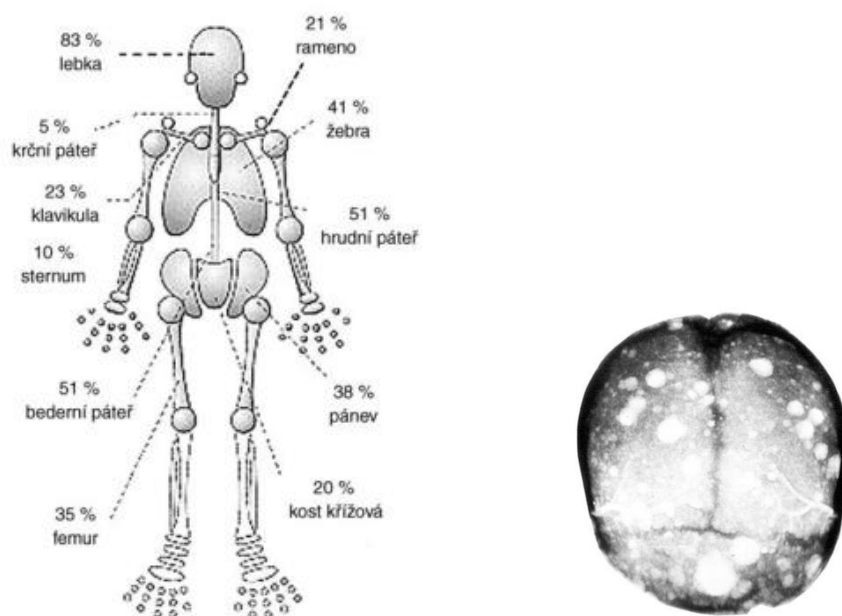 83 %
lebka
21 %
rameno
5 %
krční páteř
41 %
žebra
23 %
klavikula
51 %
hrudní páteř
10 %
sternum
51 %
bederní páteř
38 %
pánev
35 %
femur
20 %
kost křížová